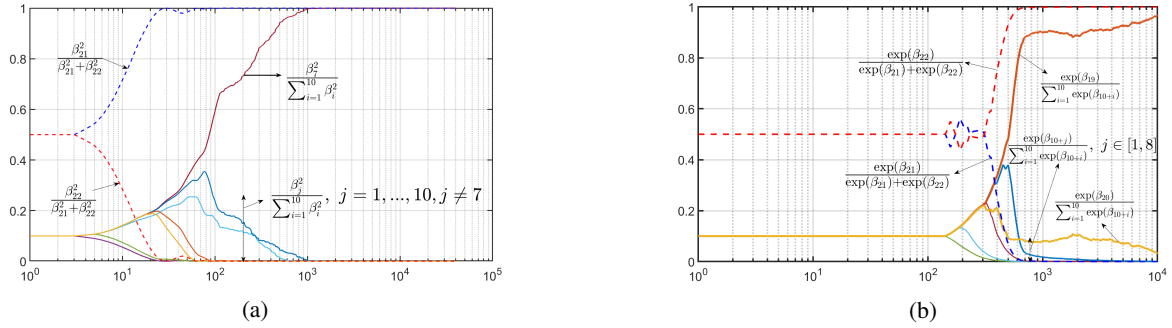 1
0.8
0.6
0.4
0.2
0
10^0 10^1 10^2 10^3 10^4 10^5
β_{21}^2 / (β_{21}^2+β_{22}^2)
β_7^2 / ∑_{i=1}^{10} β_i^2
β_{22}^2 / (β_{21}^2+β_{22}^2)
β_j^2 / ∑_{i=1}^{10} β_i^2, j = 1, ..., 10, j ≠ 7
(a)
1
0.8
0.6
0.4
0.2
0
10^0 10^1 10^2 10^3 10^4
exp(β_{22}) / (exp(β_{21})+exp(β_{22}))
exp(β_{19}) / ∑_{i=1}^{10} exp(β_{10+i})
exp(β_{10+j}) / ∑_{i=1}^{10} exp(β_{10+i}), j ∈ [1, 8]
exp(β_{21}) / (exp(β_{21})+exp(β_{22}))
exp(β_{20}) / ∑_{i=1}^{10} exp(β_{10+i})
(b)